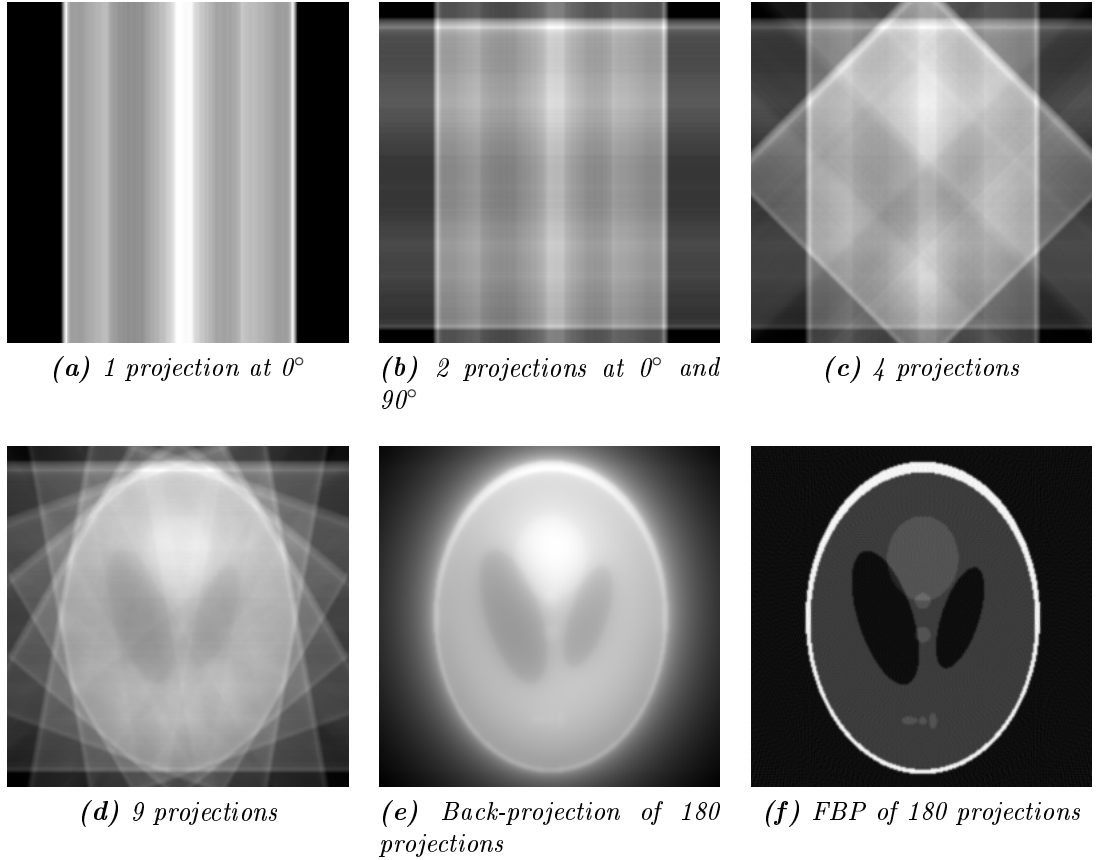 (a) 1 projection at 0°
(b) 2 projections at 0° and
90°
(c) 4 projections
(d) 9 projections
(e) Back-projection of 180
projections
(f) FBP of 180 projections